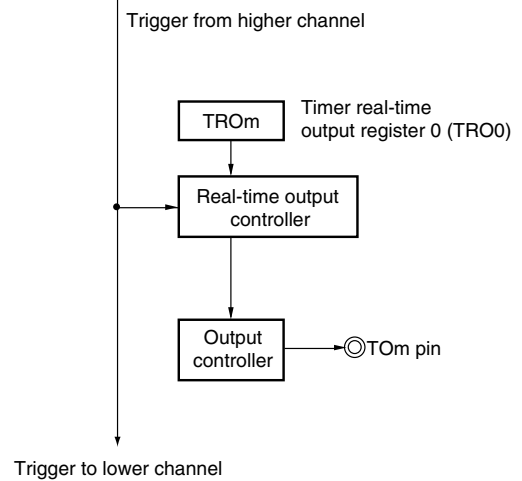 Trigger from higher channel
TROm
Timer real-time
output register 0 (TRO0)
Real-time output
controller
Output
controller
TOm pin
Trigger to lower channel